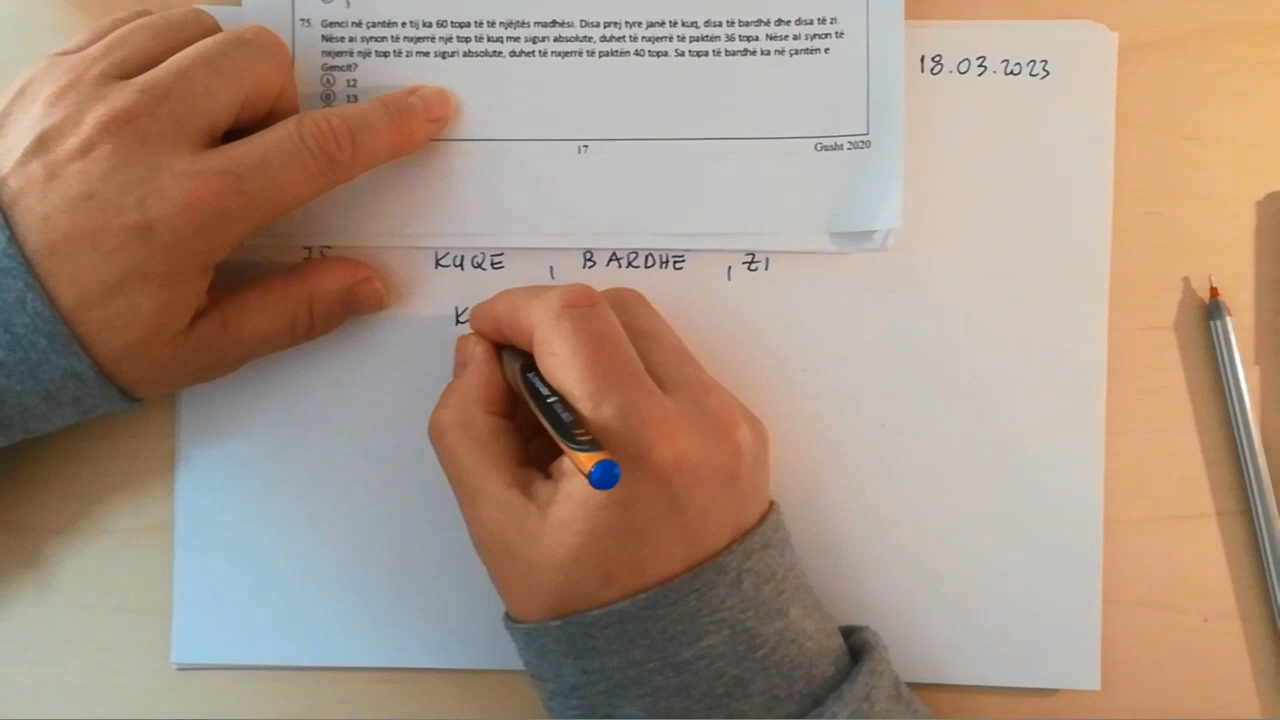 3
75. Genci në çantën e tij ka 60 topa të të njëjtës madhësi. Disa prej tyre janë të kuq, disa të bardhë dhe disa të zi.
Nëse ai synon të nxjerrë një top të kuq me siguri absolute, duhet të nxjerrë të paktën 36 topa. Nëse ai synon të
nxjerrë një top të zi me siguri absolute, duhet të nxjerrë të paktën 40 topa. Sa topa të bardhë ka në çantën e
Gencit?
A 12
B 13
17
Gusht 2020
18.03.2023
75 KUQE , BARDHË , ZI
K